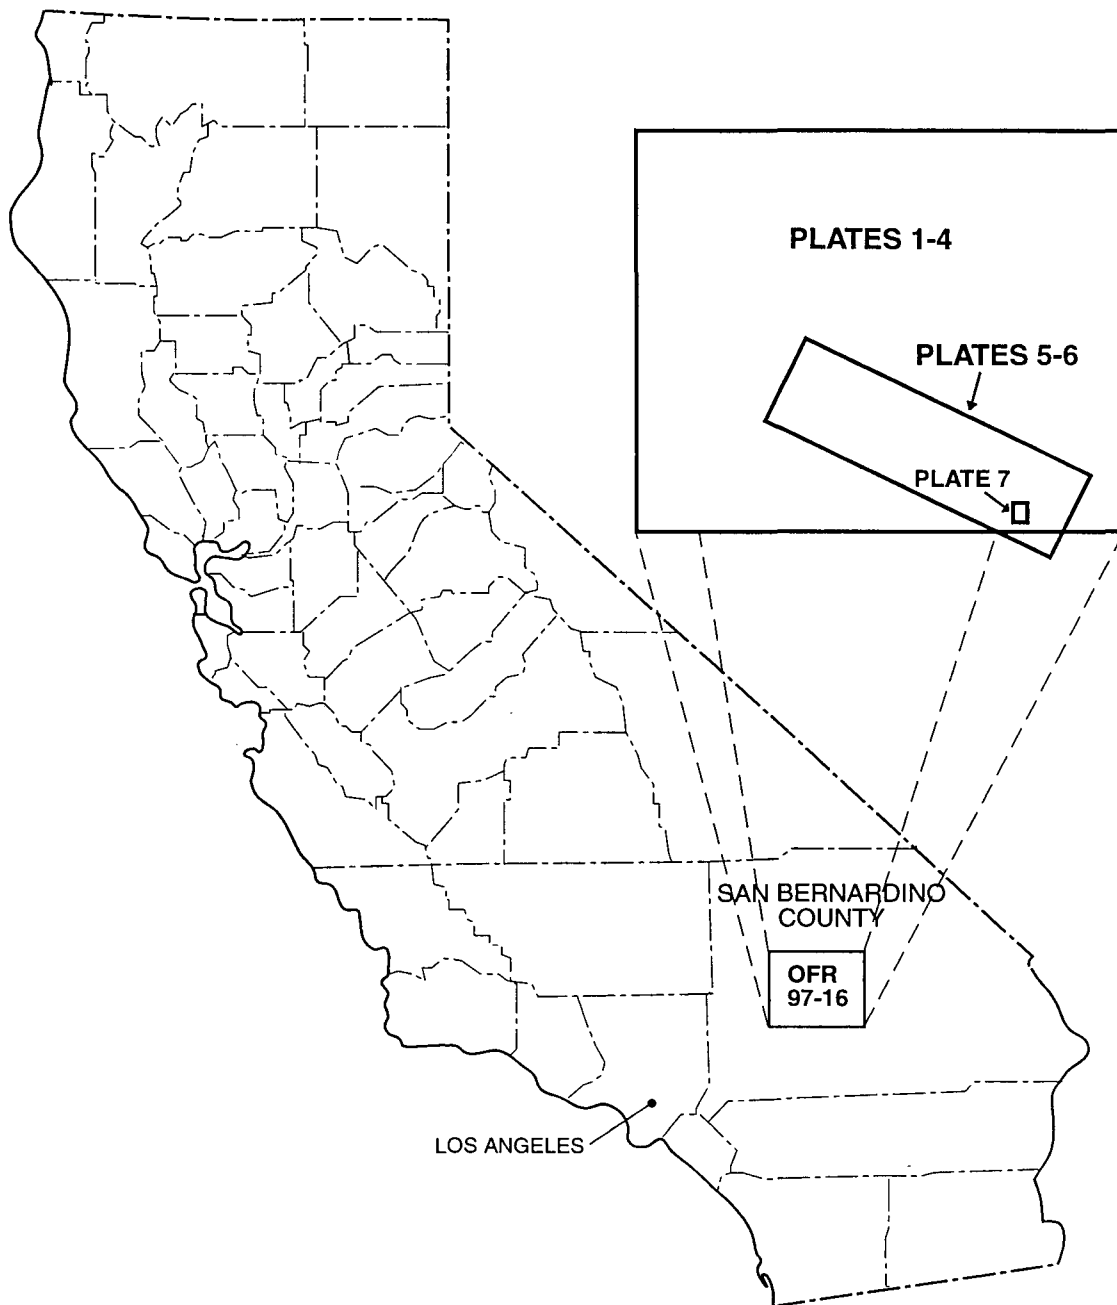 PLATES 1-4
PLATES 5-6
PLATE 7
SAN BERNARDINO
COUNTY
OFR
97-16
LOS ANGELES